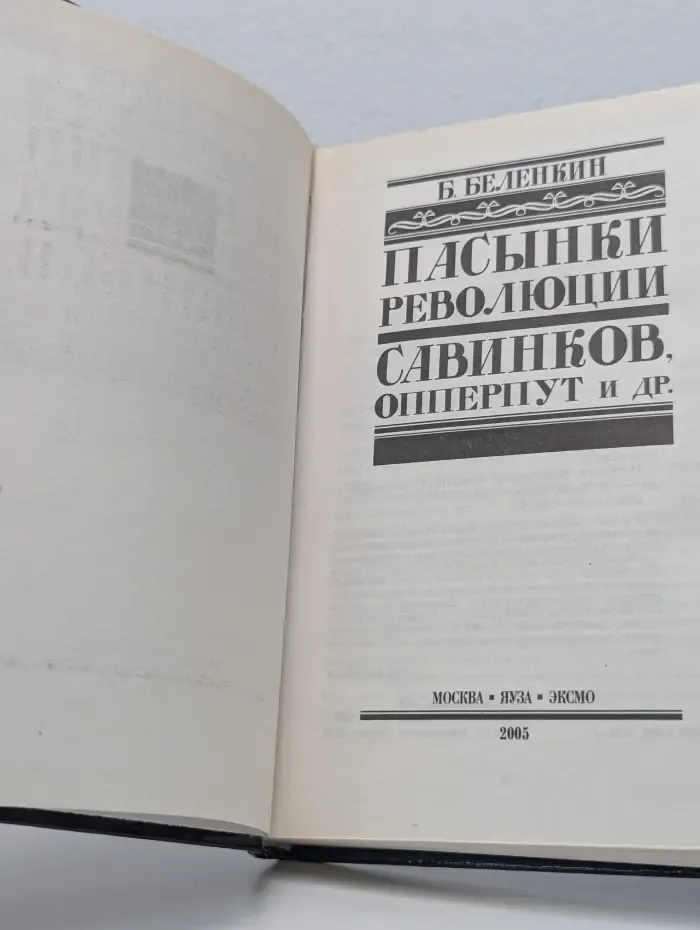 Б. БЕЛЕНКИН
ПАСЫНКИ
РЕВОЛЮЦИИ
САВИНКОВ,
ОППЕРПУТ И ДР.
МОСКВА ▪ ЯУЗА ▪ ЭКСМО
2005